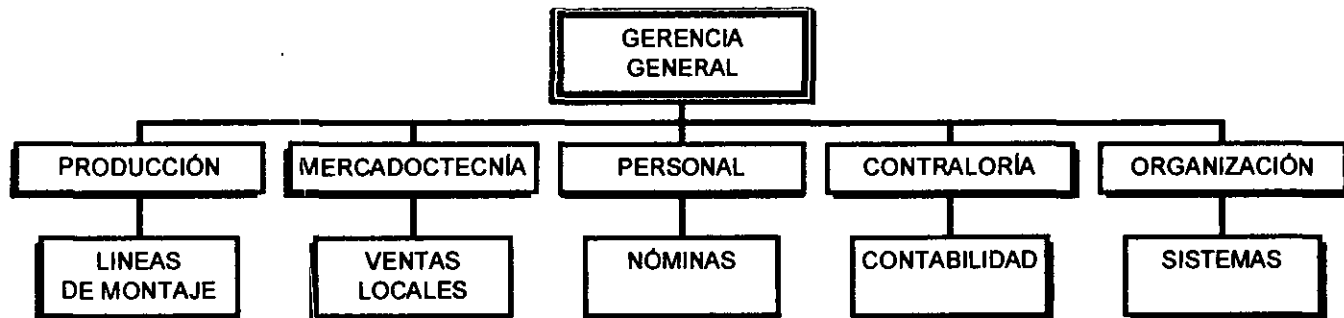 GERENCIA
GENERAL
PRODUCCIÓN
MERCADOCTECNÍA
PERSONAL
CONTRALORÍA
ORGANIZACIÓN
LINEAS
DE MONTAJE
VENTAS
LOCALES
NÓMINAS
CONTABILIDAD
SISTEMAS